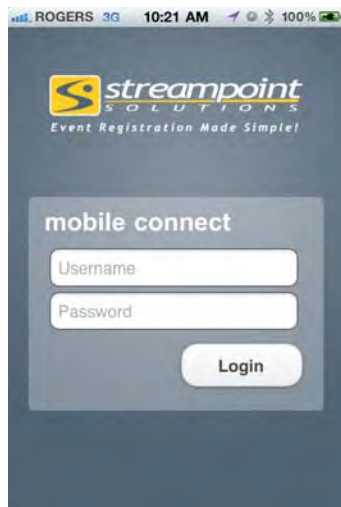 ROGERS 3G 10:21 AM 100%
streampoint
SOLUTIONS
Event Registration Made Simple!
mobile connect
Username
Password
Login